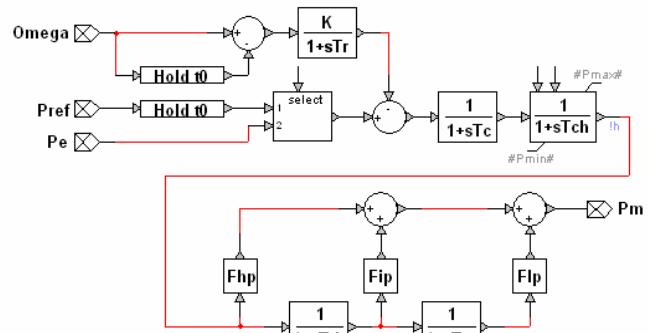 Omega
+
-
K
1+sTr
Hold t0
Pref
Hold t0
Pe
select
1
2
+
-
1
1+sTc
#Pmax#
1
1+sTch
!h
#Pmin#
+
+
+
+
Pm
Fhp
Fip
Flp
1
1